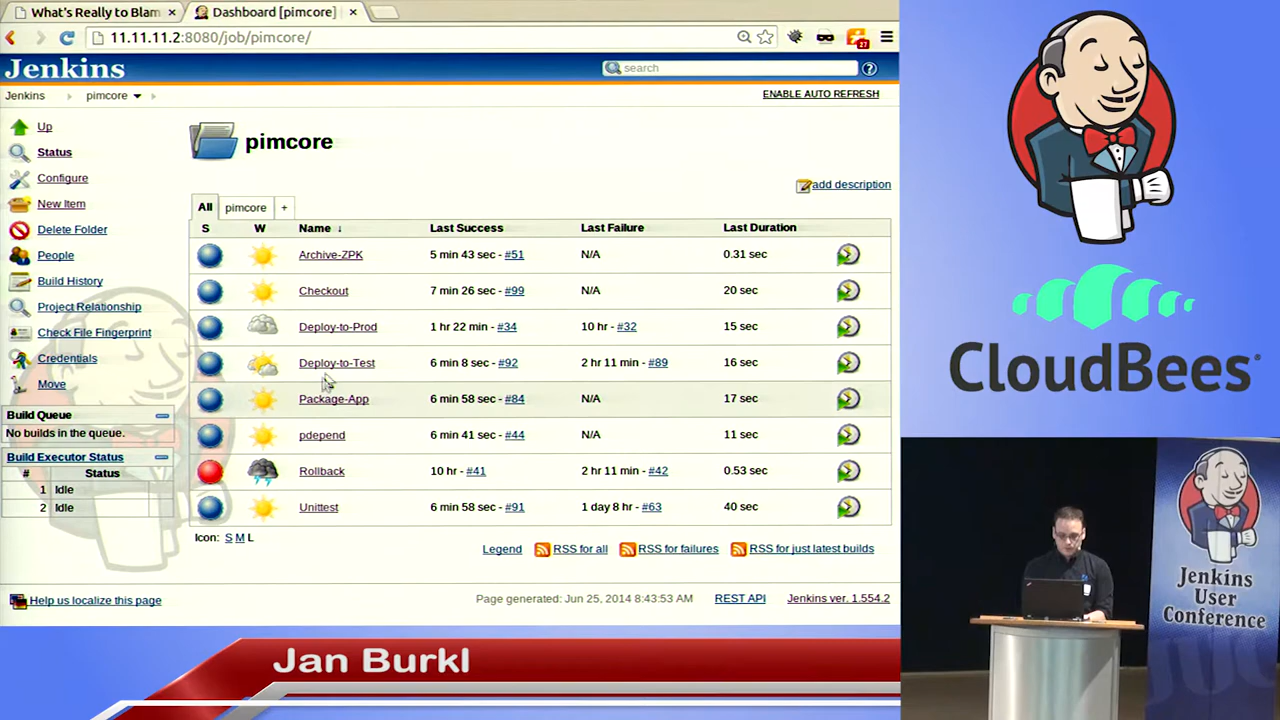 What's Really to Blam
Dashboard [pimcore]
11.11.11.2:8080/job/pimcore/
27
Jenkins
search
?
Jenkins
pimcore
ENABLE AUTO REFRESH
Up
Status
Configure
New Item
Delete Folder
People
Build History
Project Relationship
Check File Fingerprint
Credentials
Move
Build Queue
No builds in the queue.
Build Executor Status
# Status
1 Idle
2 Idle
pimcore
add description
All pimcore +
S W Name ↓ Last Success Last Failure Last Duration
Archive-ZPK 5 min 43 sec - #51 N/A 0.31 sec
Checkout 7 min 26 sec - #99 N/A 20 sec
Deploy-to-Prod 1 hr 22 min - #34 10 hr - #32 15 sec
Deploy-to-Test 6 min 8 sec - #92 2 hr 11 min - #89 16 sec
Package-App 6 min 58 sec - #84 N/A 17 sec
pdepend 6 min 41 sec - #44 N/A 11 sec
Rollback 10 hr - #41 2 hr 11 min - #42 0.53 sec
Unittest 6 min 58 sec - #91 1 day 8 hr - #63 40 sec
Icon: S M L
Legend RSS for all RSS for failures RSS for just latest builds
Help us localize this page
Page generated: Jun 25, 2014 8:43:53 AM REST API Jenkins ver. 1.554.2
CloudBees
Jenkins
User
Conference
Jan Burkl